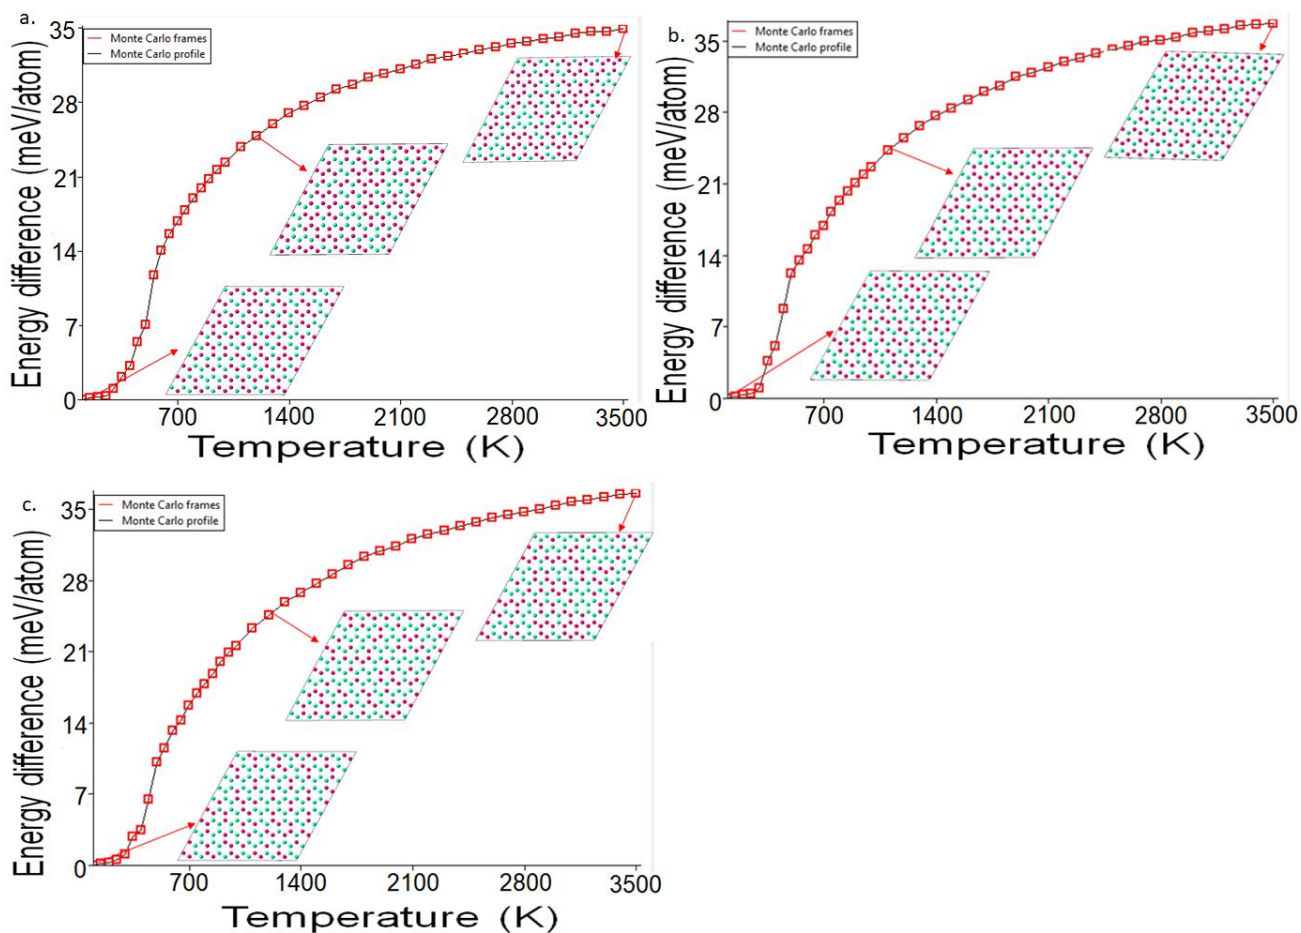 a.
Monte Carlo frames
Monte Carlo profile
Energy difference (meV/atom)
35
28
21
14
7
0
700 1400 2100 2800 3500
Temperature (K)
b.
Monte Carlo frames
Monte Carlo profile
Energy difference (meV/atom)
35
28
21
14
7
0
700 1400 2100 2800 3500
Temperature (K)
c.
Monte Carlo frames
Monte Carlo profile
Energy difference (meV/atom)
35
28
21
14
7
0
700 1400 2100 2800 3500
Temperature (K)